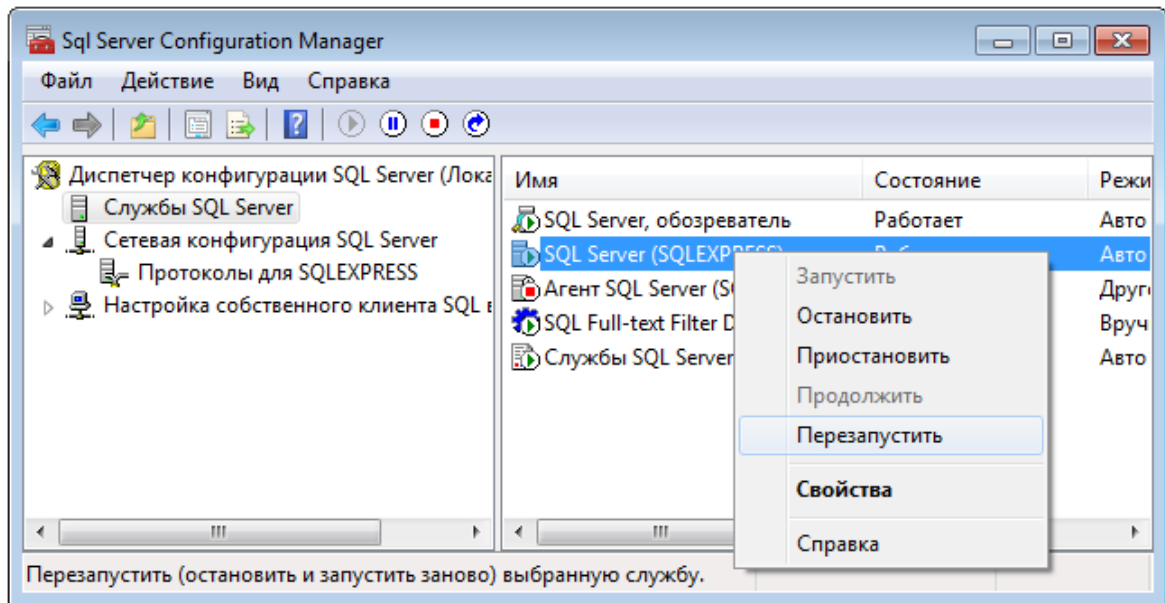 Sql Server Configuration Manager
Файл Действие Вид Справка
Диспетчер конфигурации SQL Server (Лока
Службы SQL Server
Сетевая конфигурация SQL Server
Протоколы для SQLEXPRESS
Настройка собственного клиента SQL
Имя Состояние Режи
SQL Server, обозреватель Работает Авто
SQL Server (SQLEXPRESS) Авто
Агент SQL Server (S Друг
SQL Full-text Filter D Вруч
Службы SQL Server Авто
Запустить
Остановить
Приостановить
Продолжить
Перезапустить
Свойства
Справка
Перезапустить (остановить и запустить заново) выбранную службу.